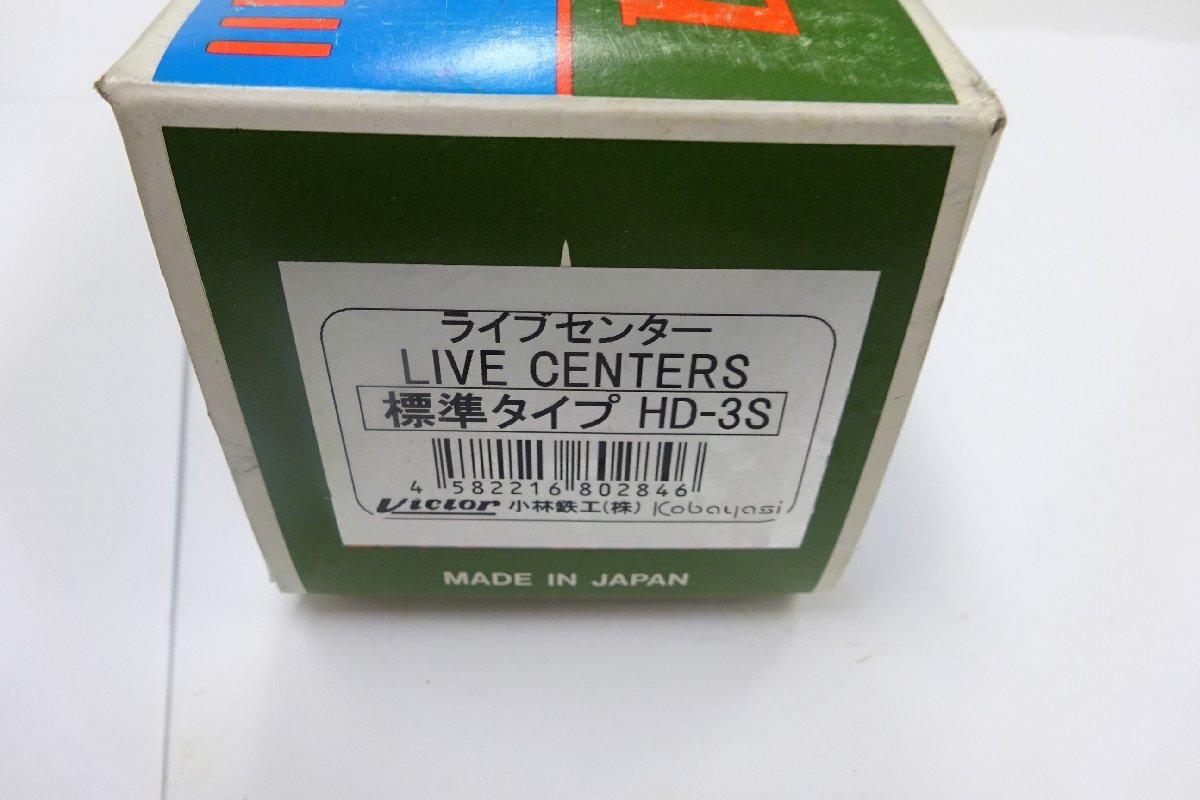 ライブセンター
LIVE CENTERS
標準タイプ HD-3S
4 582216 802846
Victor 小林鉄工(株) Kobayasi
MADE IN JAPAN